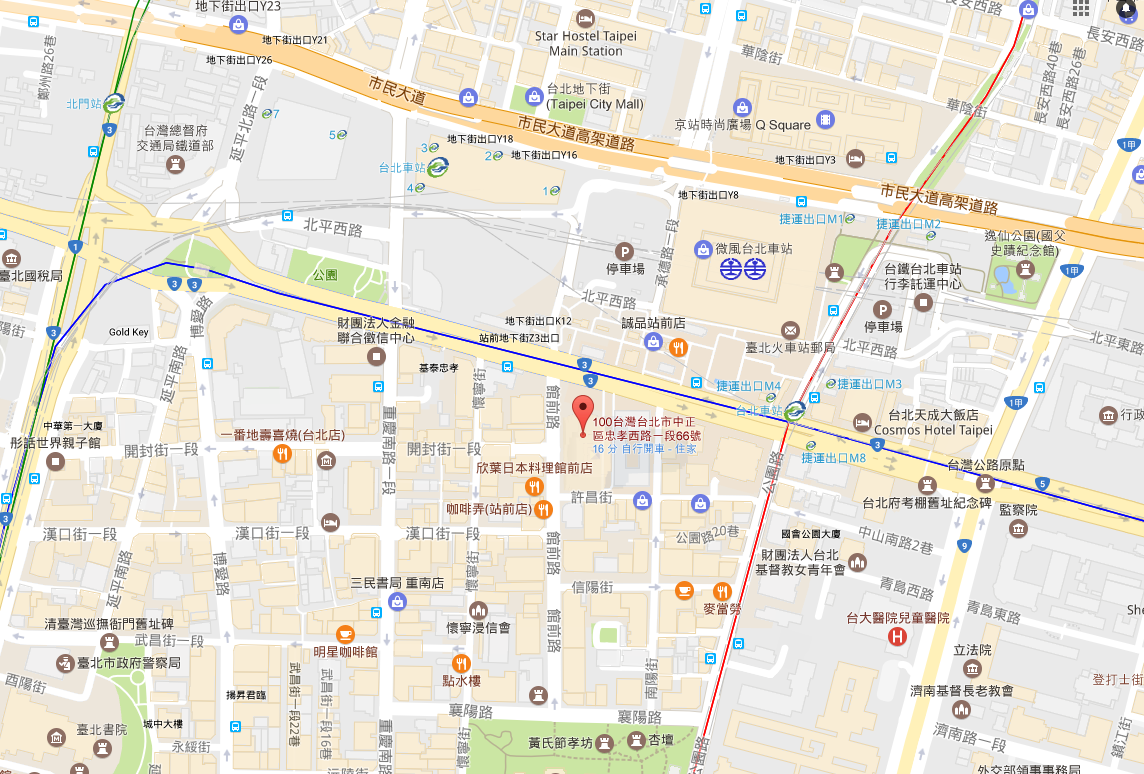 地下街出口Y23
地下街出口Y21
地下街出口Y26
Star Hostel Taipei
Main Station
長安西路
長安西路40巷
長安西路26巷
華陰街
華陰街
鄭州路26巷
北門站
3
台灣總督府
交通局鐵道部
延平北路一段
7
5
市民大道
台北地下街
(Taipei City Mall)
市民大道高架道路
地下街出口Y18
3
2
地下街出口Y16
台北車站
4
1
京站時尚廣場 Q Square
地下街出口Y3
地下街出口Y8
市民大道高架道路
捷運出口M1
捷運出口M2
1甲
逸仙公園(國父
史蹟紀念館)
1甲
北平西路
1
臺北國稅局
公園
3
3
停車場
承德路一段
微風台北車站
台鐵台北車站
行李託運中心
停車場
北平西路
北平西路
北平東路
Gold Key
3
博愛路
延平南路
財團法人金融
聯合徵信中心
地下街出口K12
站前地下街Z3出口
誠品站前店
臺北火車站郵局
基泰忠孝
懷寧街
3
3
館前路
捷運出口M4
捷運出口M3
台北車站
1甲
行政
100台灣台北市中正
區忠孝西路一段66號
16 分 自行開車 - 住家
台北天成大飯店
Cosmos Hotel Taipei
3
捷運出口M8
中華第一大廈
彤話世界親子館
一番地壽喜燒(台北店)
開封街一段
重慶南路一段
開封街一段
欣葉日本料理館前店
咖啡弄(站前店)
許昌街
公園路
台灣公路原點
5
台北府考棚舊址紀念碑
監察院
3
漢口街一段
漢口街一段
漢口街一段
館前路
公園路20巷
國會公園大廈
中山南路2巷
9
財團法人台北
基督教女青年會
延平南路
博愛路
懷寧街
三民書局 重南店
信陽街
青島西路
青島東路
麥當勞
台大醫院兒童醫院
清臺灣巡撫衙門舊址碑
武昌街一段
懷寧浸信會
館前路
臺北市政府警察局
明星咖啡館
點水樓
立法院
酉陽街
揚昇君臨
武昌街一段22巷
武昌街一段16巷
南陽街
濟南基督長老教會
登打士街
城中大樓
臺北書院
永綏街
重慶南路一段
襄陽路
襄陽路
懷寧街
黃氏節孝坊
杏壇
公園路
濟南路一段
鎮江街
沅陵街
外交部領事事務局